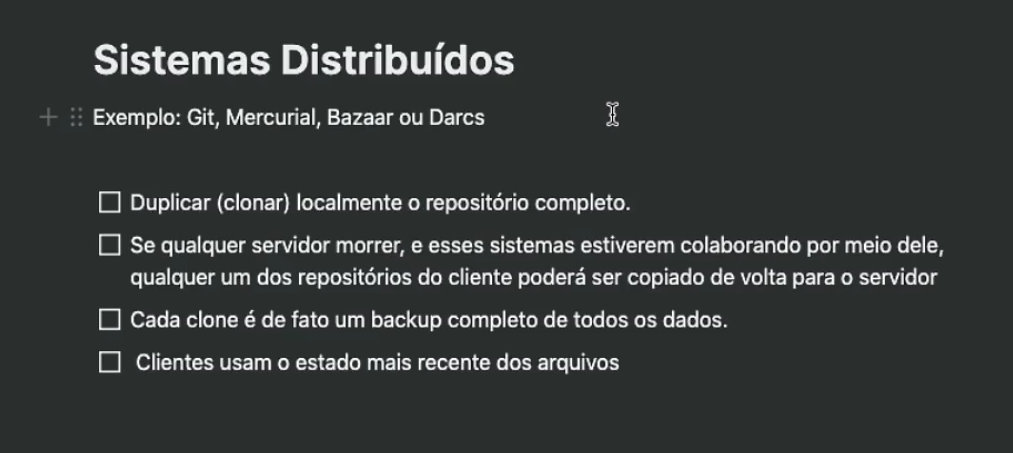 Sistemas Distribuídos
Exemplo: Git, Mercurial, Bazaar ou Darcs
Duplicar (clonar) localmente o repositório completo.
Se qualquer servidor morrer, e esses sistemas estiverem colaborando por meio dele,
qualquer um dos repositórios do cliente poderá ser copiado de volta para o servidor
Cada clone é de fato um backup completo de todos os dados.
Clientes usam o estado mais recente dos arquivos